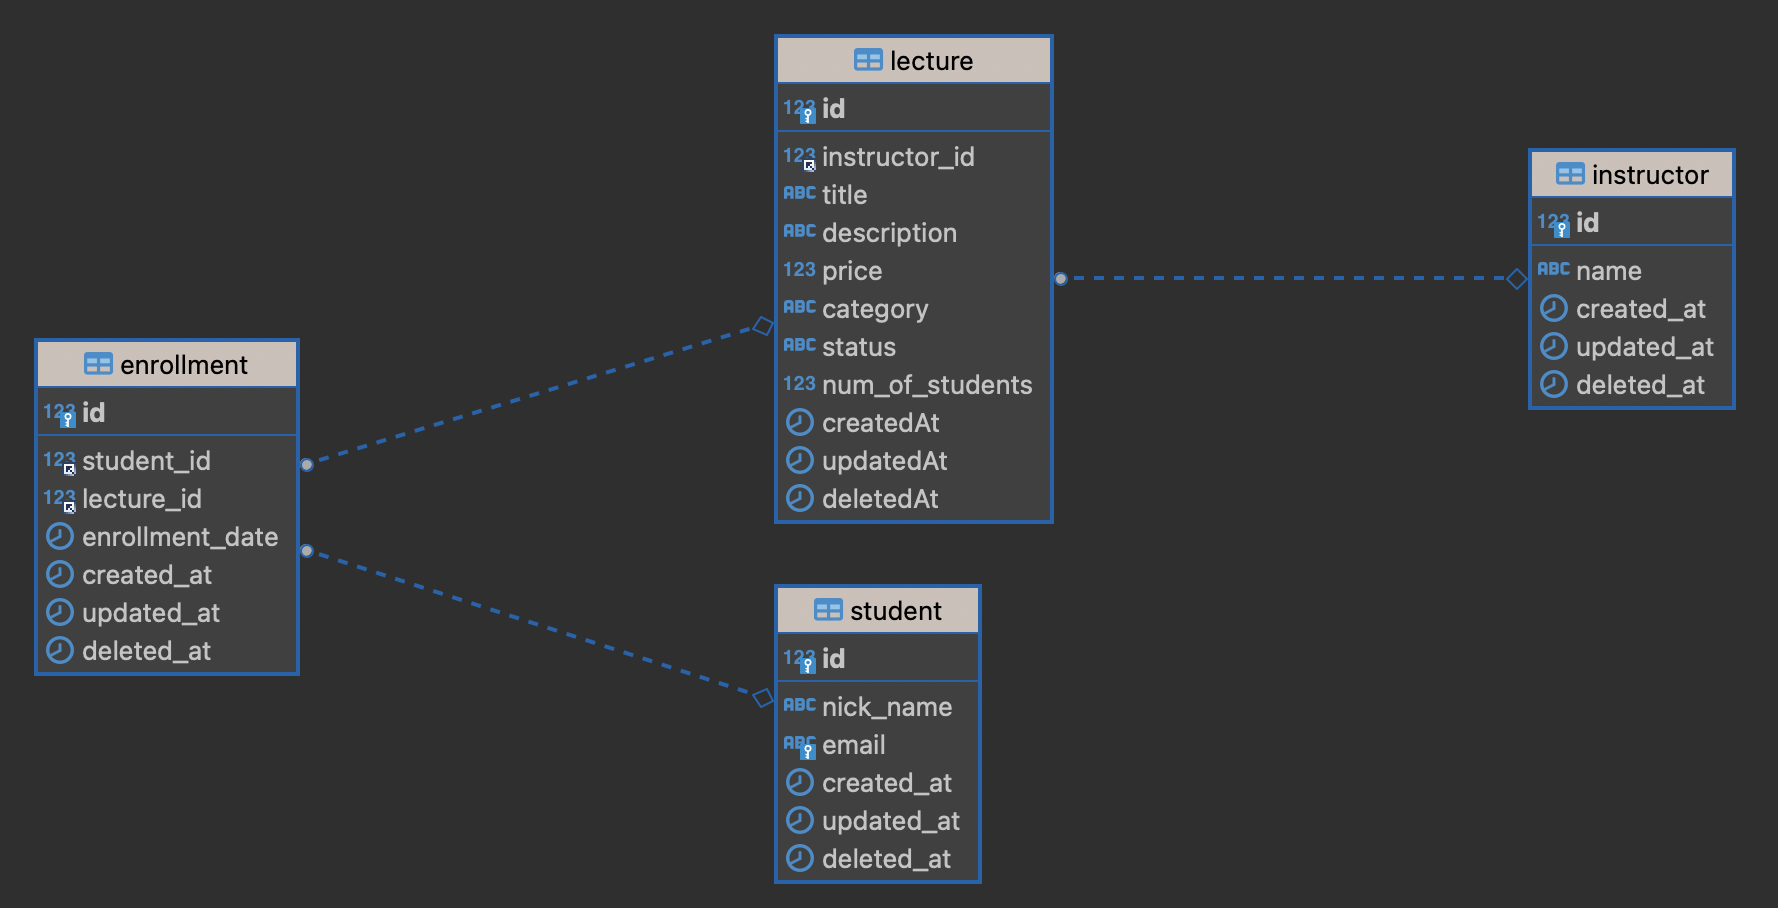 lecture
123 id
123 instructor_id
ABC title
ABC description
123 price
ABC category
ABC status
123 num_of_students
createdAt
updatedAt
deletedAt
instructor
123 id
ABC name
created_at
updated_at
deleted_at
enrollment
123 id
123 student_id
123 lecture_id
enrollment_date
created_at
updated_at
deleted_at
student
123 id
ABC nick_name
ABC email
created_at
updated_at
deleted_at